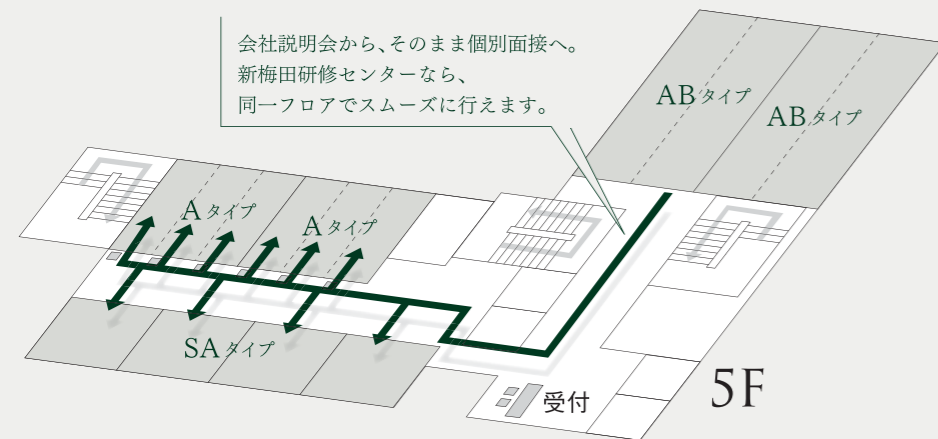 会社説明会から、そのまま個別面接へ。
新梅田研修センターなら、
同一フロアでスムーズに行えます。
ABタイプ
ABタイプ
Aタイプ
Aタイプ
SAタイプ
受付
5F